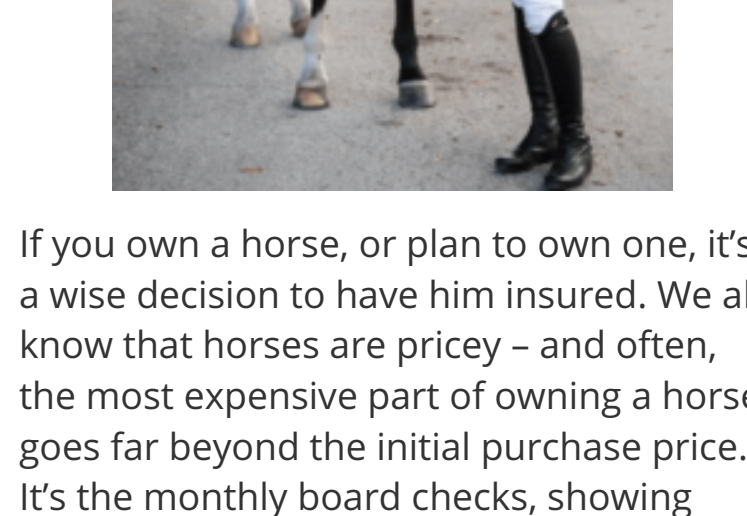 If you own a horse, or plan to own one, it's
a wise decision to have him insured. We al
know that horses are pricey – and often,
the most expensive part of owning a horse
goes far beyond the initial purchase price.
It's the monthly board checks, showing